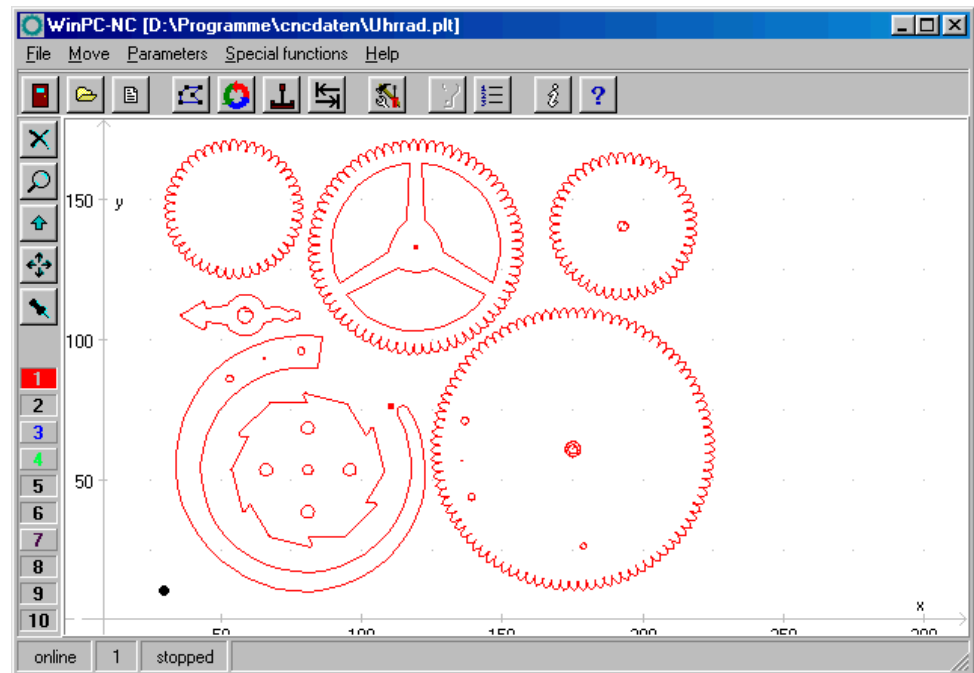 WinPC-NC [D:\Programme\cncdaten\Uhrrad.plt]
File Move Parameters Special functions Help
150 y
100
50
1
2
3
4
5
6
7
8
9
10
x
50 100 150 200 250 300
online 1 stopped